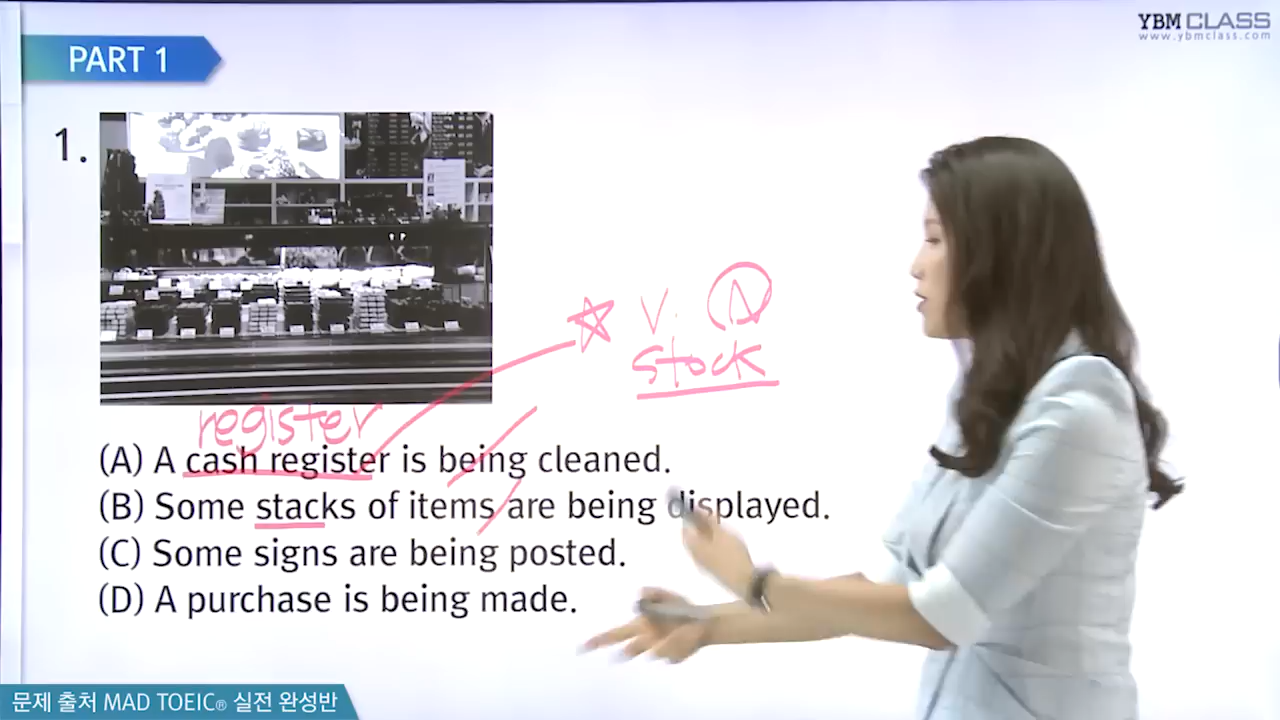 YBM CLASS
www.ybmclass.com
PART 1
1.
V. N
stock
register
(A) A cash register is being cleaned.
(B) Some stacks of items are being displayed.
(C) Some signs are being posted.
(D) A purchase is being made.
문제 출처 MAD TOEIC® 실전 완성반